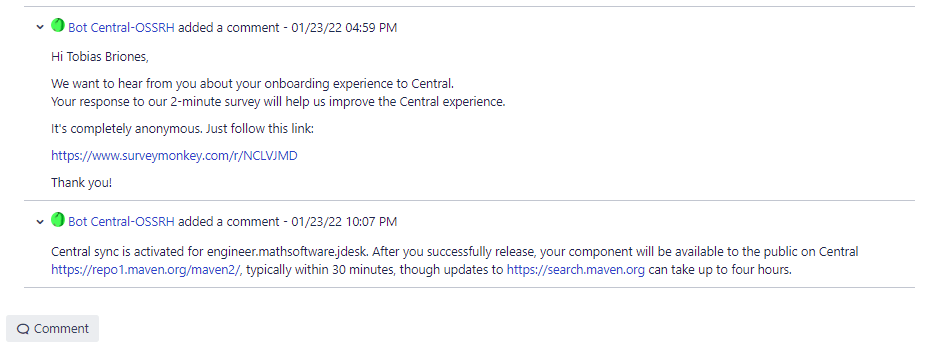 Bot Central-OSSRH added a comment - 01/23/22 04:59 PM
Hi Tobias Briones,
We want to hear from you about your onboarding experience to Central.
Your response to our 2-minute survey will help us improve the Central experience.
It's completely anonymous. Just follow this link:
https://www.surveymonkey.com/r/NCLVJMD
Thank you!
Bot Central-OSSRH added a comment - 01/23/22 10:07 PM
Central sync is activated for engineer.mathsoftware.jdesk. After you successfully release, your component will be available to the public on Central
https://repo1.maven.org/maven2/, typically within 30 minutes, though updates to https://search.maven.org can take up to four hours.
Comment